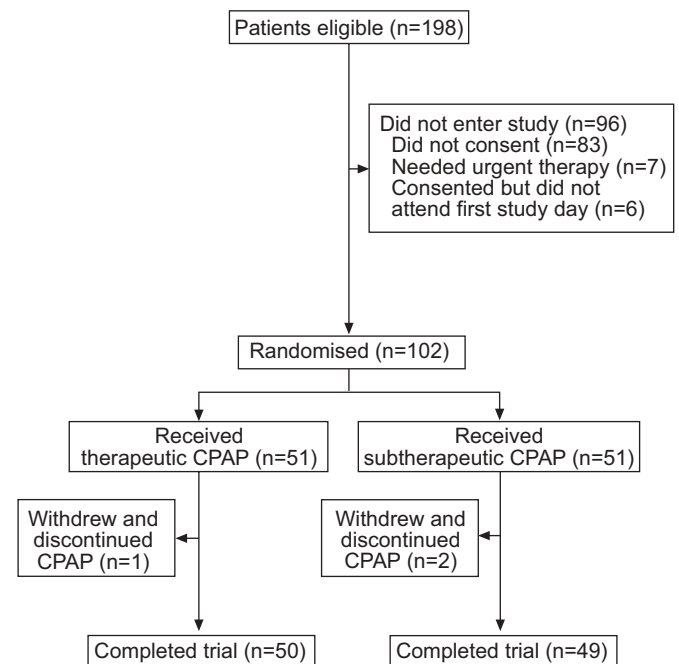 Patients eligible (n=198)
Did not enter study (n=96)
Did not consent (n=83)
Needed urgent therapy (n=7)
Consented but did not
attend first study day (n=6)
Randomised (n=102)
Received
therapeutic CPAP (n=51)
Received
subtherapeutic CPAP (n=51)
Withdrew and
discontinued
CPAP (n=1)
Withdrew and
discontinued
CPAP (n=2)
Completed trial (n=50)
Completed trial (n=49)